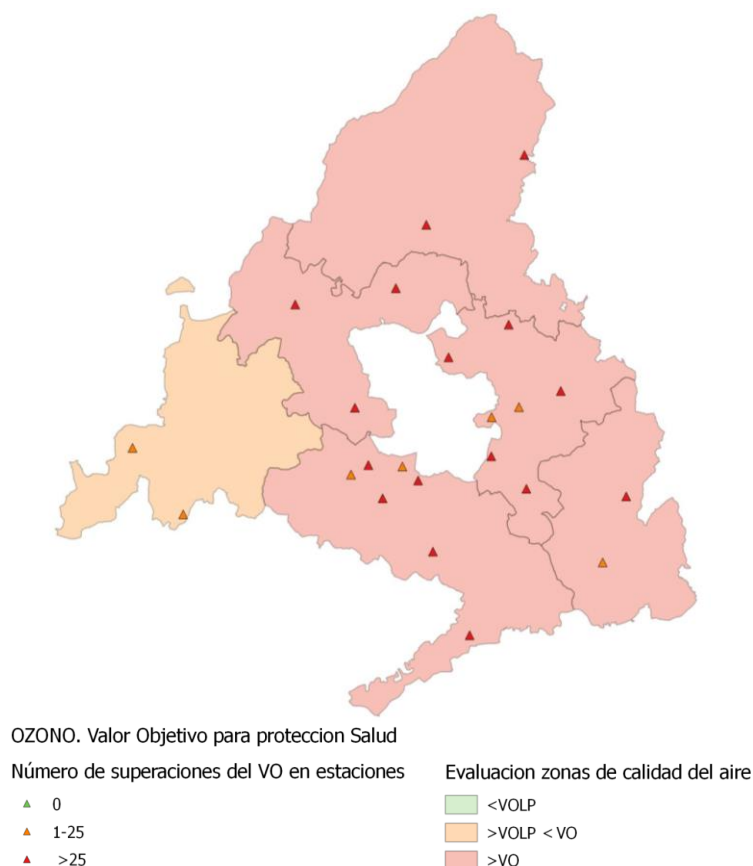 OZONO. Valor Objetivo para proteccion Salud
Número de superaciones del VO en estaciones
0
1-25
>25
Evaluacion zonas de calidad del aire
<VOLP
>VOLP < VO
>VO